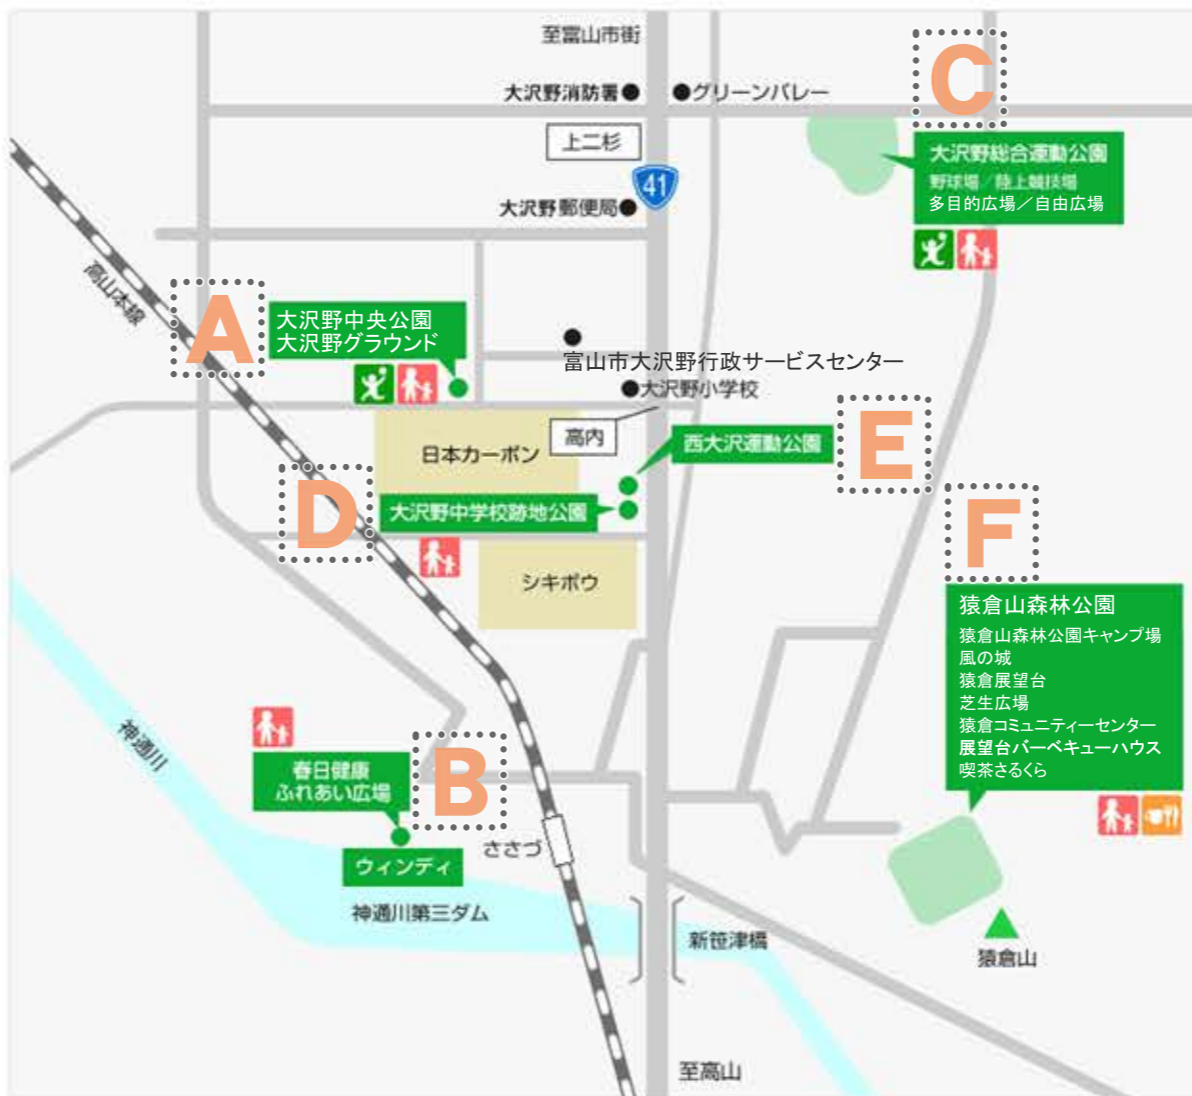 至富山市街
C
大沢野消防署
グリーンバレー
上二杉
大沢野総合運動公園
野球場／陸上競技場
多目的広場／自由広場
41
大沢野郵便局
高山本線
A
大沢野中央公園
大沢野グラウンド
富山市大沢野行政サービスセンター
大沢野小学校
日本カーボン
高内
西大沢運動公園
E
D
大沢野中学校跡地公園
F
シキボウ
猿倉山森林公園
猿倉山森林公園キャンプ場
風の城
猿倉展望台
芝生広場
猿倉コミュニティーセンター
展望台バーベキューハウス
喫茶さるくら
神通川
春日健康
ふれあい広場
B
ささづ
ウィンディ
神通川第三ダム
新笹津橋
猿倉山
至高山